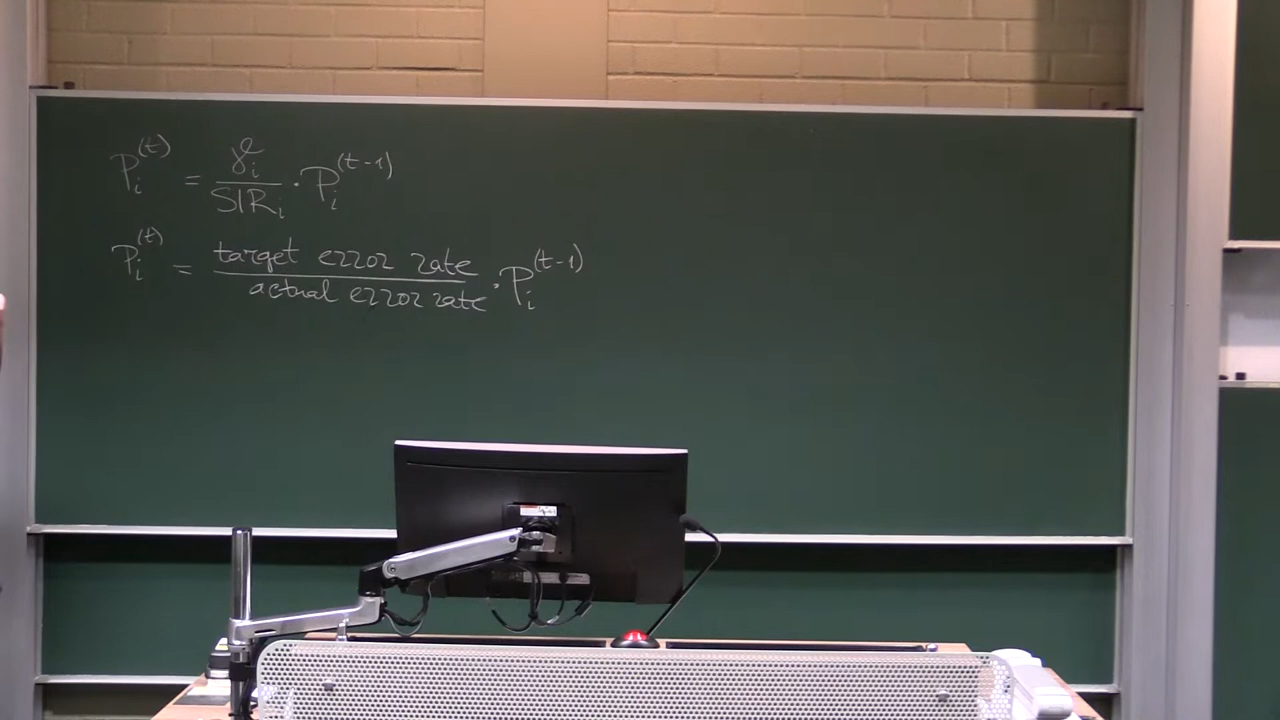 P_i^(t) = γ_i / SIR_i · P_i^(t-1)
P_i^(t) = target error rate / actual error rate · P_i^(t-1)